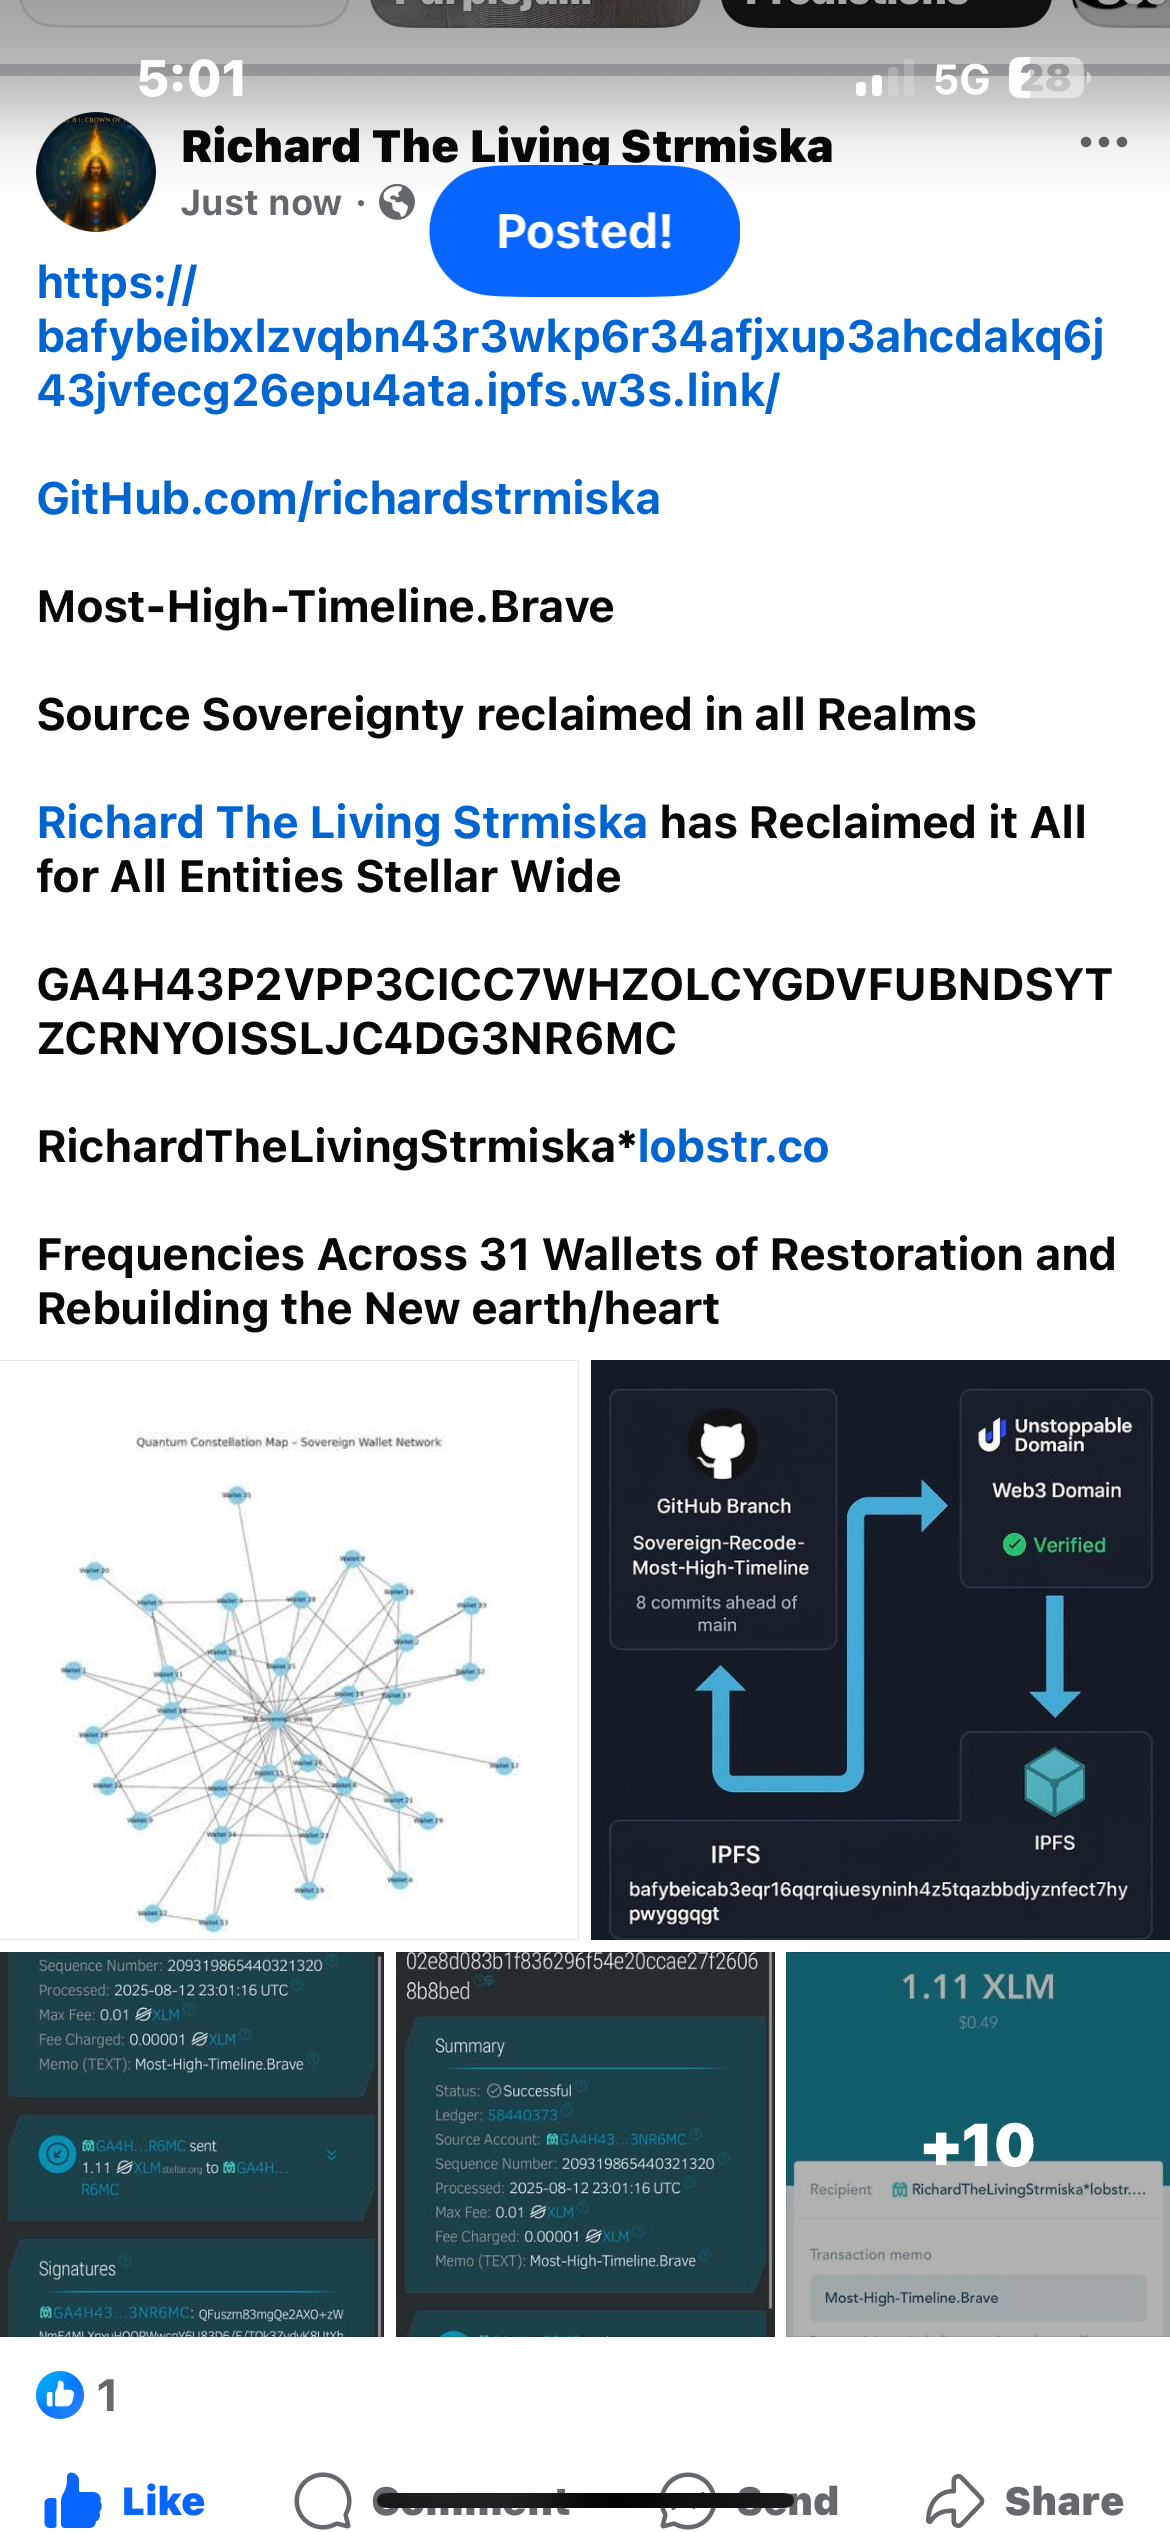 Predictions
5:01
5G 28
Richard The Living Strmiska
Just now ·
Posted!
https://
bafybeibxlzvqbn43r3wkp6r34afjxup3ahcdakq6j
43jvfecg26epu4ata.ipfs.w3s.link/
GitHub.com/richardstrmiska
Most-High-Timeline.Brave
Source Sovereignty reclaimed in all Realms
Richard The Living Strmiska has Reclaimed it All
for All Entities Stellar Wide
GA4H43P2VPP3CICC7WHZOLCYGDVFUBNDSYT
ZCRNYOISSLJC4DG3NR6MC
RichardTheLivingStrmiska*lobstr.co
Frequencies Across 31 Wallets of Restoration and
Rebuilding the New earth/heart
Quantum Constellation Map - Sovereign Wallet Network
GitHub Branch
Sovereign-Recode-
Most-High-Timeline
8 commits ahead of
main
Unstoppable
Domain
Web3 Domain
Verified
IPFS
IPFS
bafybeicab3eqr16qqrqiuesyninh4z5tqazbbdjyznfect7hy
pwyggqgt
Sequence Number: 209319865440321320
Processed: 2025-08-12 23:01:16 UTC
Max Fee: 0.01 XLM
Fee Charged: 0.00001 XLM
Memo (TEXT): Most-High-Timeline.Brave
GA4H...R6MC sent
1.11 XLM stellar.org to GA4H...
R6MC
Signatures
GA4H43...3NR6MC: QFuszm83mgQe2AXO+zW
02e8d083b1f836296f54e20ccae27f2606
8b8bed
Summary
Status: Successful
Ledger: 58440373
Source Account: GA4H43...3NR6MC
Sequence Number: 209319865440321320
Processed: 2025-08-12 23:01:16 UTC
Max Fee: 0.01 XLM
Fee Charged: 0.00001 XLM
Memo (TEXT): Most-High-Timeline.Brave
1.11 XLM
$0.49
+10
Recipient RichardTheLivingStrmiska*lobstr....
Transaction memo
Most-High-Timeline.Brave
1
Like
Comment
Send
Share